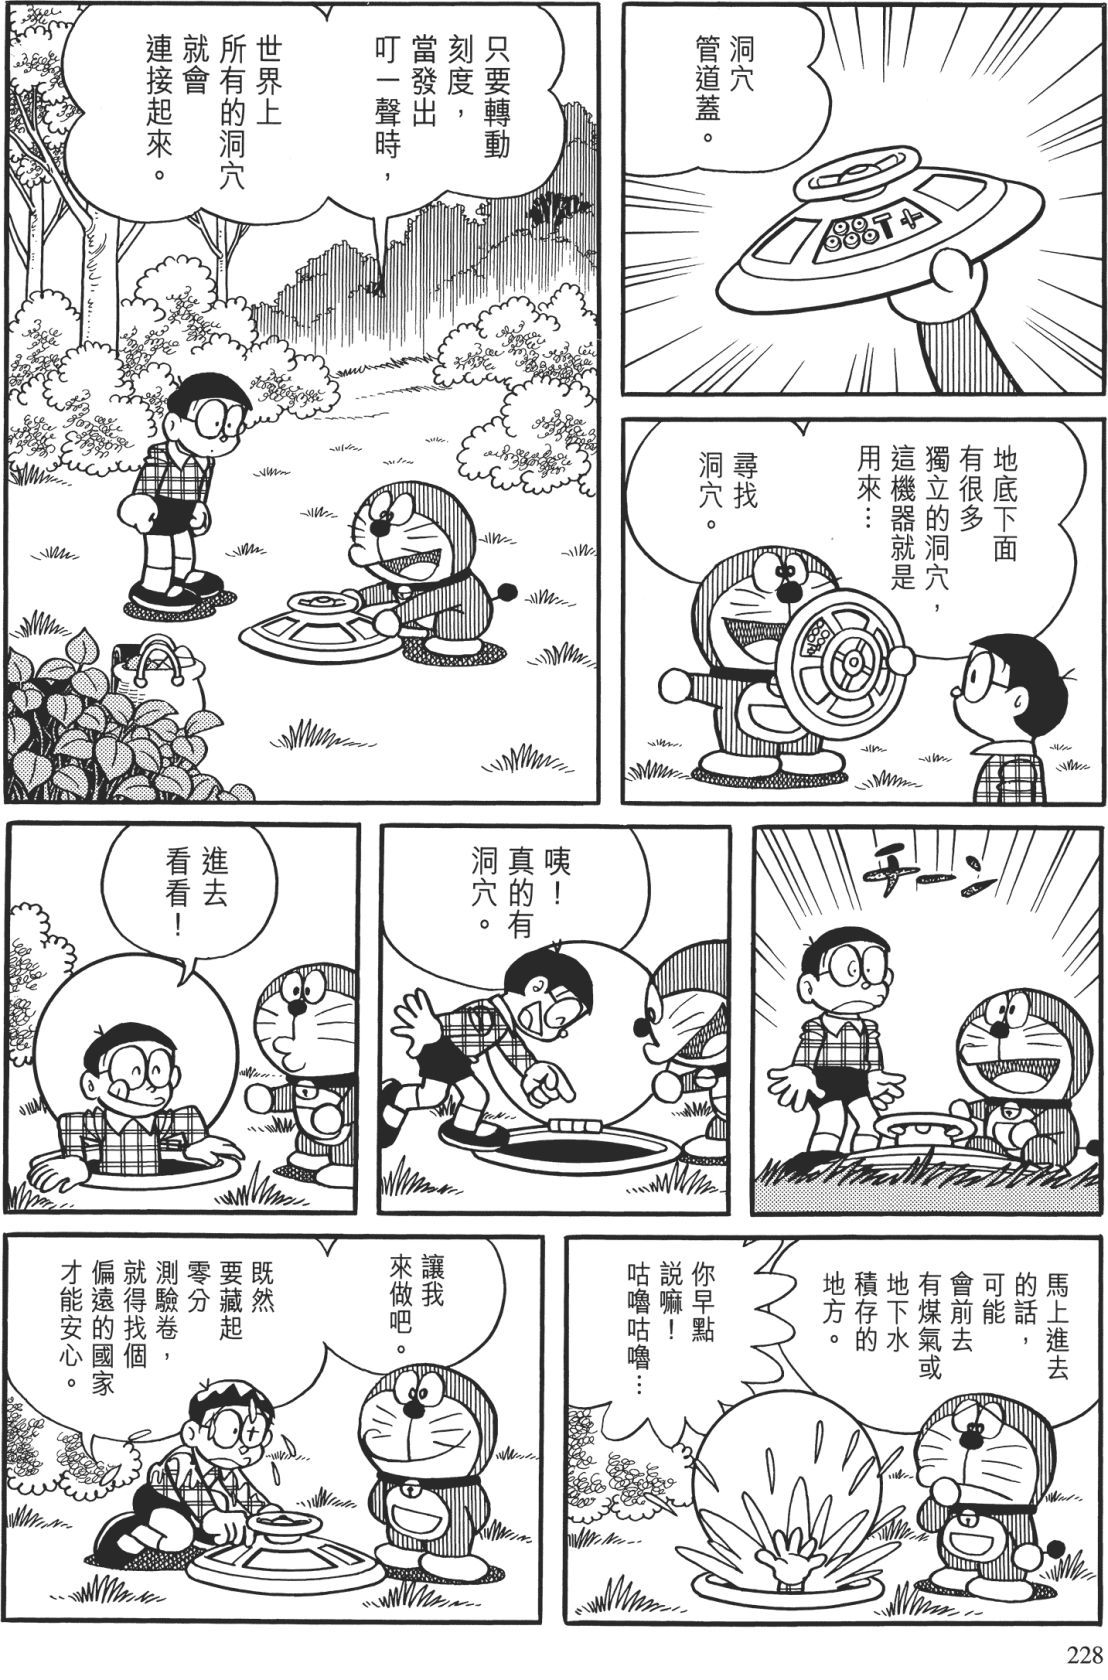 洞穴
管道蓋。
地底下面
有很多
獨立的洞穴，
這機器就是
用來…
尋找
洞穴。
只要轉動
刻度，
當發出
叮一聲時，
世界上
所有的洞穴
就會
連接起來。
チーン
咦！
真的有
洞穴。
進去
看看！
馬上進去
的話，
可能
會前去
有煤氣或
地下水
積存的
地方。
你早點
説嘛！
咕嚕咕嚕…
讓我
來做吧。
既然
要藏起
零分
測驗卷，
就得找個
偏遠的國家
才能安心。
228